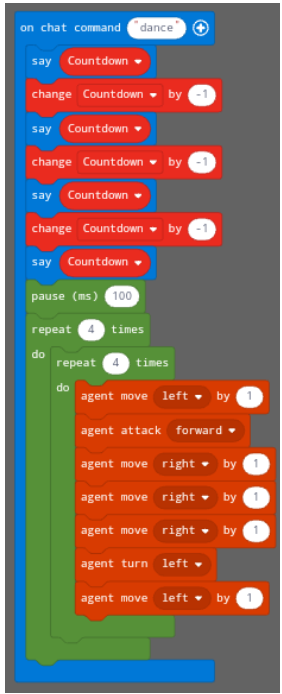 on chat command "dance"
say Countdown
change Countdown by -1
say Countdown
change Countdown by -1
say Countdown
change Countdown by -1
say Countdown
pause (ms) 100
repeat 4 times
do repeat 4 times
do agent move left by 1
agent attack forward
agent move right by 1
agent move right by 1
agent move right by 1
agent turn left
agent move left by 1